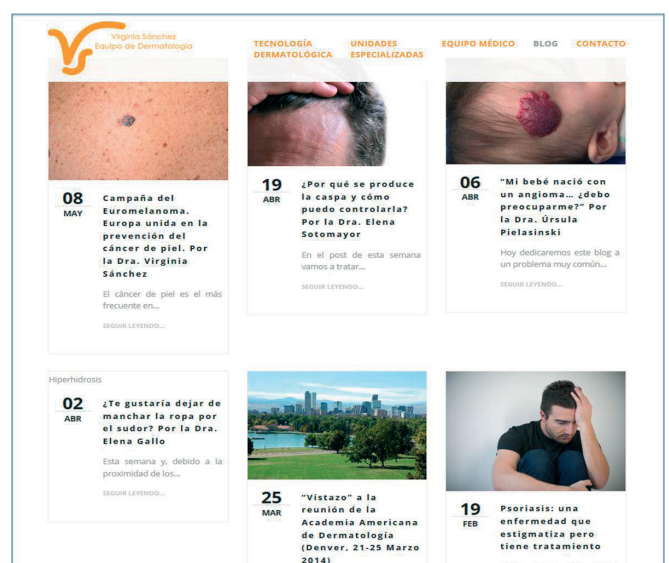 Virginia Sánchez
Equipo de Dermatología
TECNOLOGÍA
DERMATOLÓGICA
UNIDADES
ESPECIALIZADAS
EQUIPO MÉDICO
BLOG
CONTACTO
08
MAY
Campaña del
Euromelanoma.
Europa unida en la
prevención del
cáncer de piel. Por
la Dra. Virginia
Sánchez
El cáncer de piel es el más
frecuente en...
SEGUIR LEYENDO...
19
ABR
¿Por qué se produce
la caspa y cómo
puedo controlarla?
Por la Dra. Elena
Sotomayor
En el post de esta semana
vamos a tratar...
SEGUIR LEYENDO...
06
ABR
"Mi bebé nació con
un angioma... ¿debo
preocuparme?" Por
la Dra. Úrsula
Pielasinski
Hoy dedicaremos este blog a
un problema muy común...
SEGUIR LEYENDO...
Hiperhidrosis
02
ABR
¿Te gustaría dejar de
manchar la ropa por
el sudor? Por la Dra.
Elena Gallo
Esta semana y, debido a la
proximidad de los...
SEGUIR LEYENDO...
25
MAR
"Vistazo" a la
reunión de la
Academia Americana
de Dermatología
(Denver, 21-25 Marzo
2014)
19
FEB
Psoriasis: una
enfermedad que
estigmatiza pero
tiene tratamiento